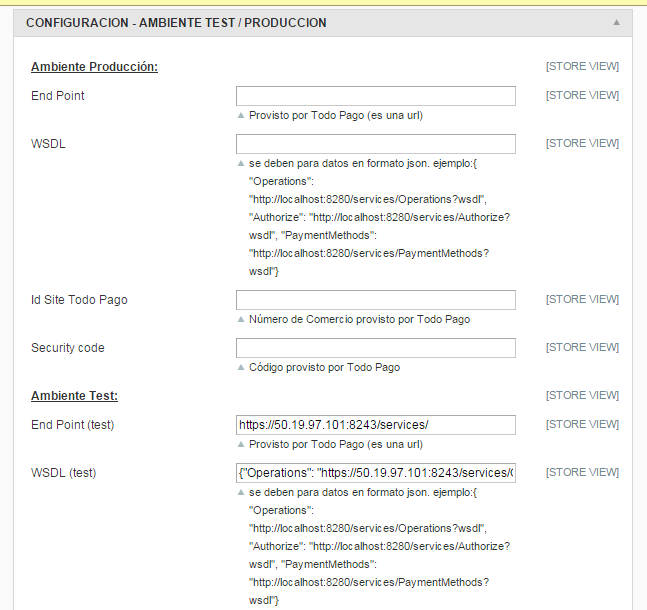 CONFIGURACION - AMBIENTE TEST / PRODUCCION
Ambiente Producción: [STORE VIEW]
End Point [STORE VIEW]
Provisto por Todo Pago (es una url)
WSDL [STORE VIEW]
se deben para datos en formato json. ejemplo:{
"Operations":
"http://localhost:8280/services/Operations?wsdl",
"Authorize": "http://localhost:8280/services/Authorize?
wsdl", "PaymentMethods":
"http://localhost:8280/services/PaymentMethods?
wsdl"}
Id Site Todo Pago [STORE VIEW]
Número de Comercio provisto por Todo Pago
Security code [STORE VIEW]
Código provisto por Todo Pago
Ambiente Test: [STORE VIEW]
End Point (test) https://50.19.97.101:8243/services/ [STORE VIEW]
Provisto por Todo Pago (es una url)
WSDL (test) {"Operations": "https://50.19.97.101:8243/services/ [STORE VIEW]
se deben para datos en formato json. ejemplo:{
"Operations":
"http://localhost:8280/services/Operations?wsdl",
"Authorize": "http://localhost:8280/services/Authorize?
wsdl", "PaymentMethods":
"http://localhost:8280/services/PaymentMethods?
wsdl"}